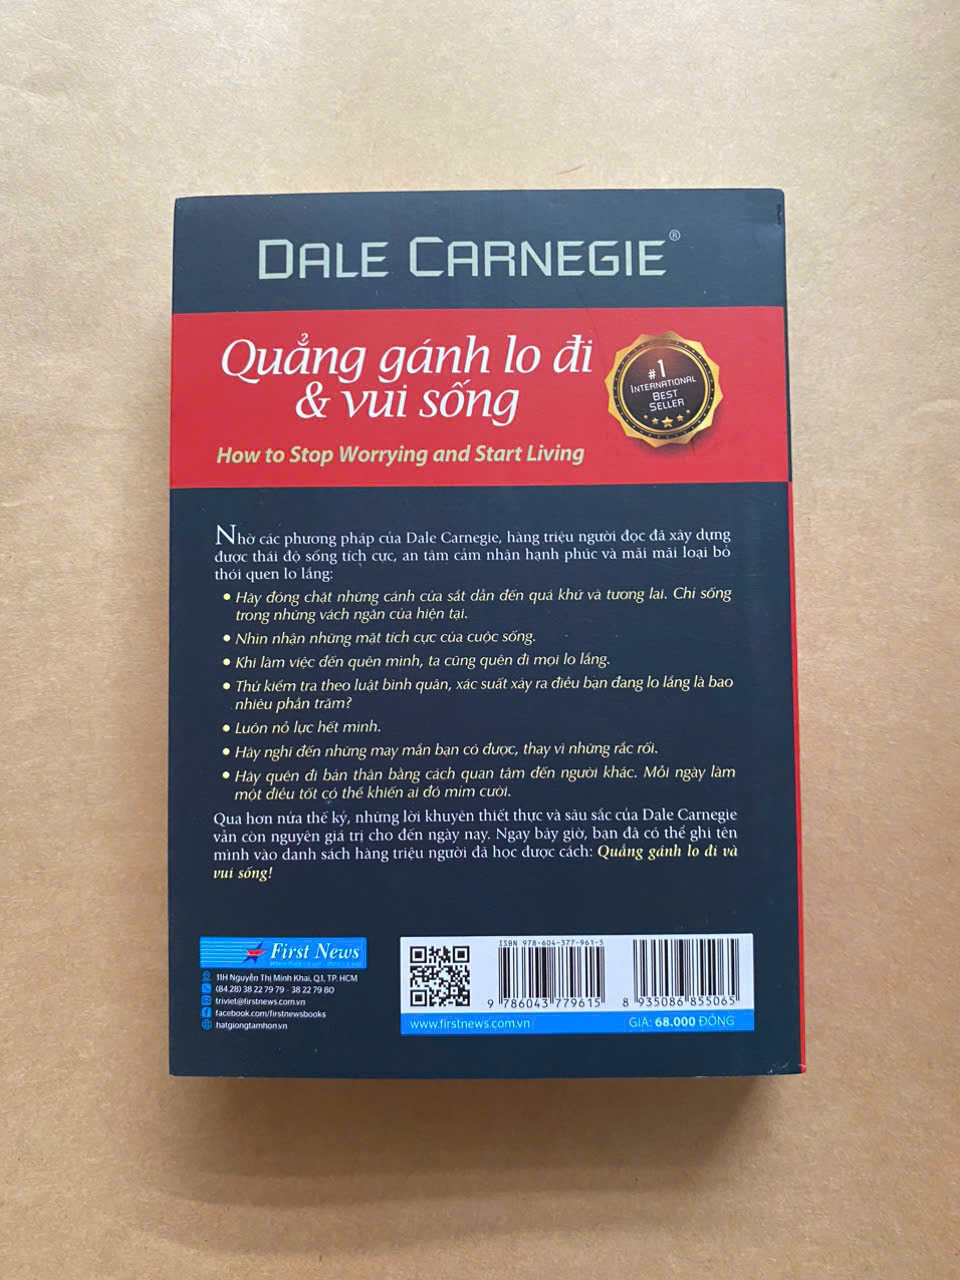 DALE CARNEGIE®
Quẳng gánh lo đi
& vui sống
How to Stop Worrying and Start Living
#1
INTERNATIONAL
BEST
SELLER
Nhờ các phương pháp của Dale Carnegie, hàng triệu người đọc đã xây dựng
được thái độ sống tích cực, an tâm cảm nhận hạnh phúc và mãi mãi loại bỏ
thói quen lo lắng:
• Hãy đóng chặt những cánh cửa sắt dẫn đến quá khứ và tương lai. Chỉ sống
trong những vách ngăn của hiện tại.
• Nhìn nhận những mặt tích cực của cuộc sống.
• Khi làm việc đến quên mình, ta cũng quên đi mọi lo lắng.
• Thử kiểm tra theo luật bình quân, xác suất xảy ra điều bạn đang lo lắng là bao
nhiêu phần trăm?
• Luôn nỗ lực hết mình.
• Hãy nghĩ đến những may mắn bạn có được, thay vì những rắc rối.
• Hãy quên đi bản thân bằng cách quan tâm đến người khác. Mỗi ngày làm
một điều tốt có thể khiến ai đó mỉm cười.
Qua hơn nửa thế kỷ, những lời khuyên thiết thực và sâu sắc của Dale Carnegie
vẫn còn nguyên giá trị cho đến ngày nay. Ngay bây giờ, bạn đã có thể ghi tên
mình vào danh sách hàng triệu người đã học được cách: Quẳng gánh lo đi và
vui sống!
First News
11H Nguyễn Thị Minh Khai, Q.1, TP. HCM
(84.28) 38 22 79 79 - 38 22 79 80
triviet@firstnews.com.vn
facebook.com/firstnewsbooks
hatgiongtamhon.vn
ISBN 978-604-377-961-5
9 786043 779615
8 935086 855065
www.firstnews.com.vn
GIÁ: 68.000 ĐỒNG